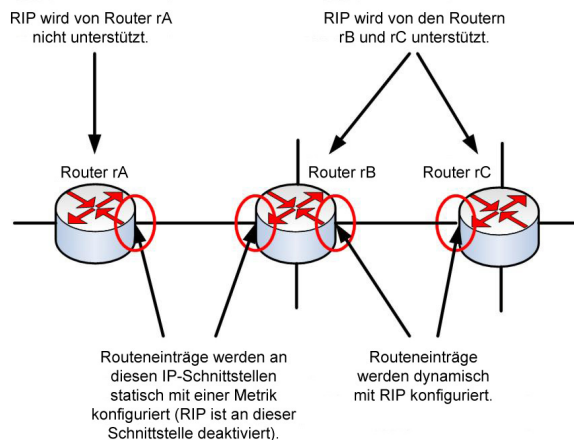 RIP wird von Router rA
nicht unterstützt.
RIP wird von den Routern
rB und rC unterstützt.
Router rA
Router rB
Router rC
Routeneinträge werden an
diesen IP-Schnittstellen
statisch mit einer Metrik
konfiguriert (RIP ist an dieser
Schnittstelle deaktiviert).
Routeneinträge
werden dynamisch
mit RIP konfiguriert.